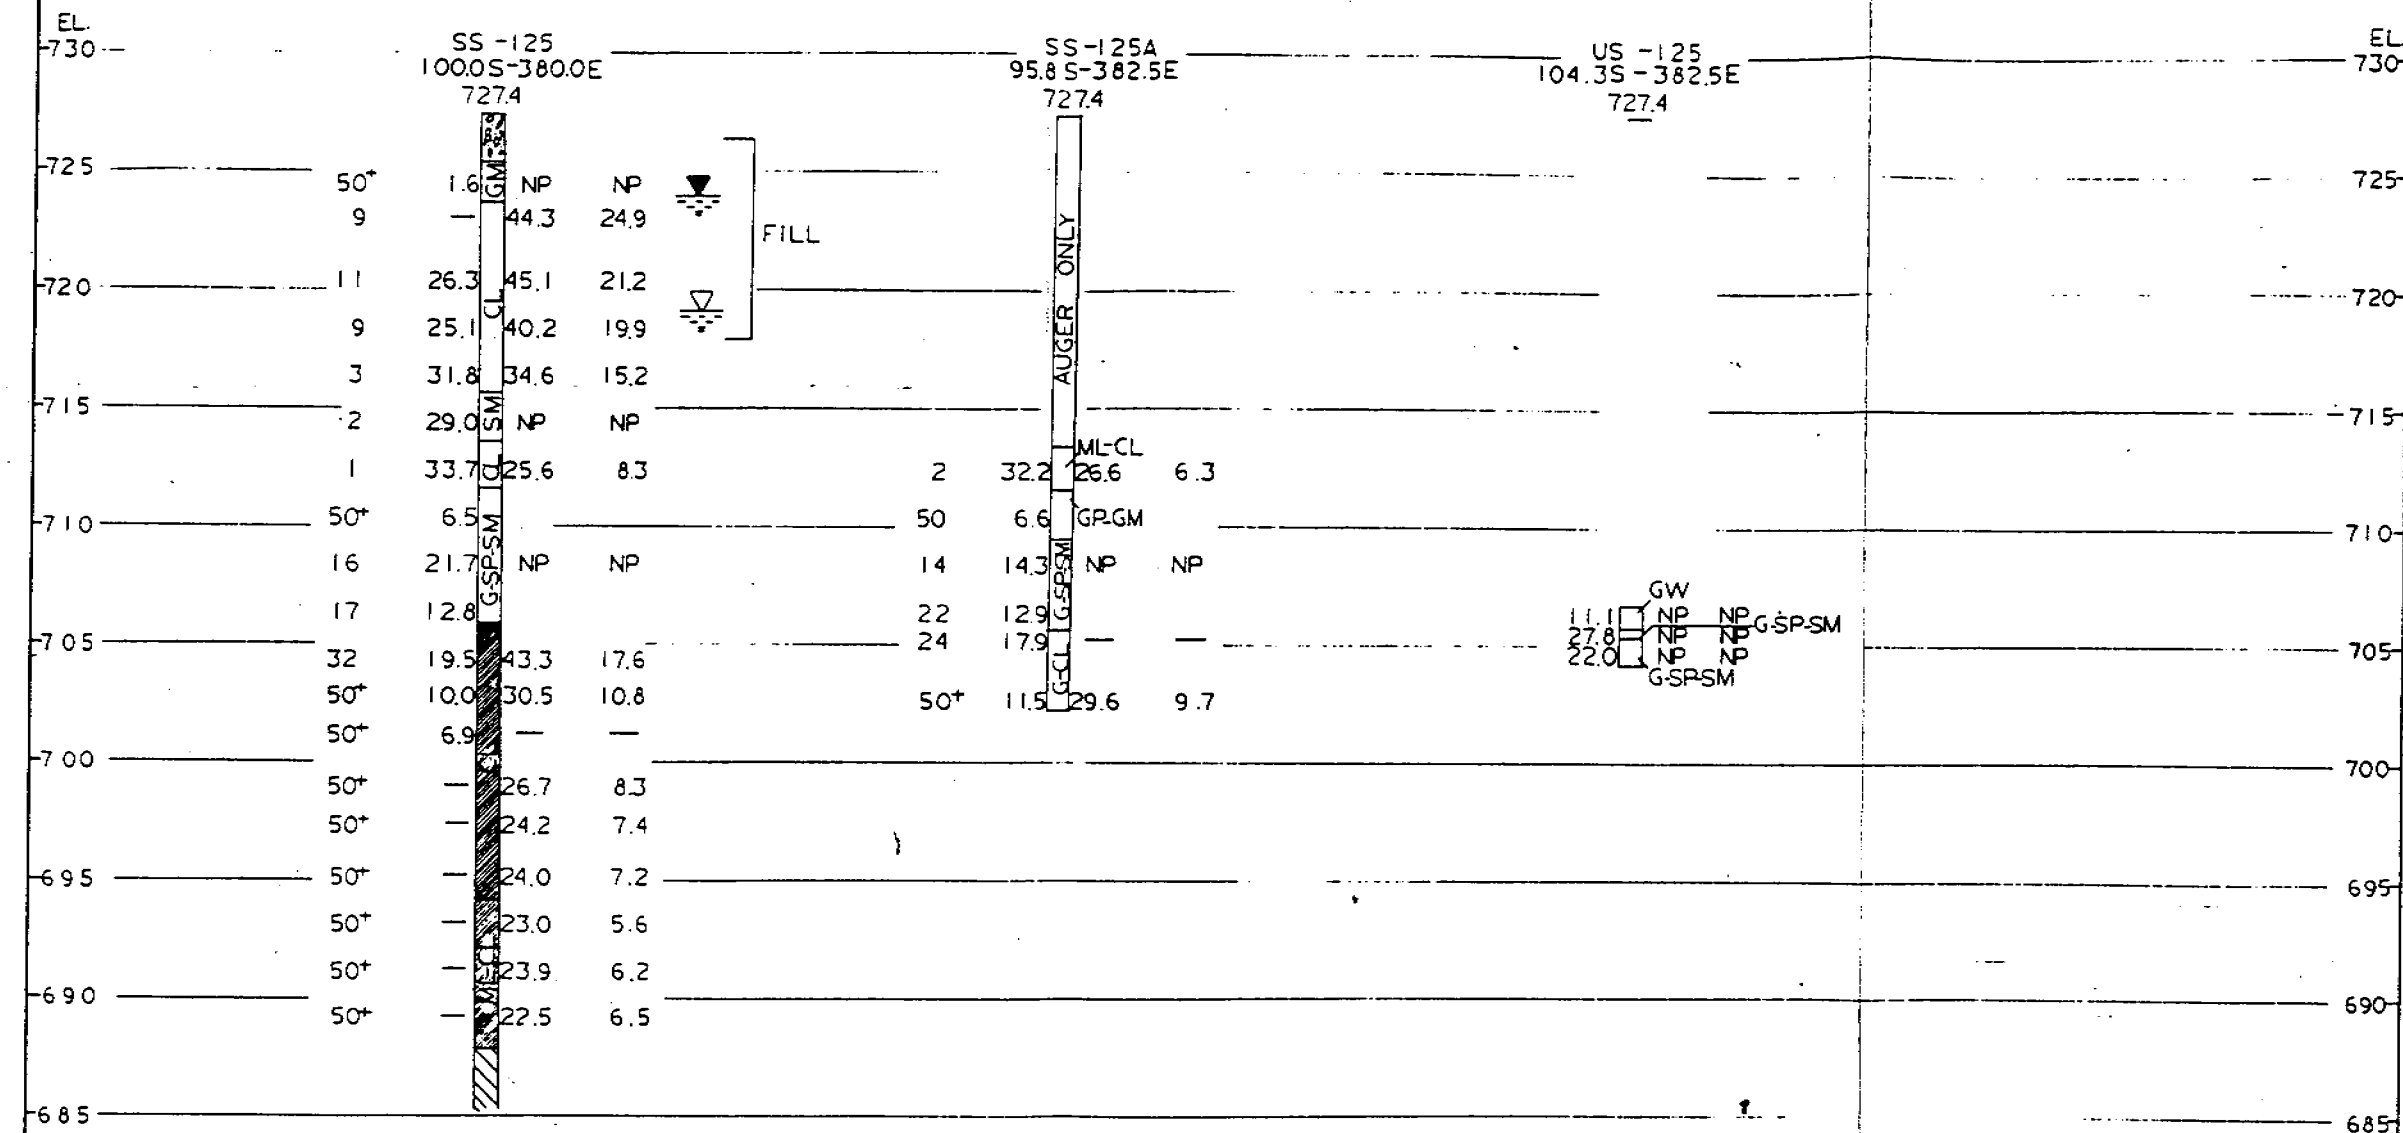 EL.
730
SS-125
100.0S-380.0E
727.4
SS-125A
95.8S-382.5E
727.4
US-125
104.3S-382.5E
727.4
EL.
730
725
50+ 1.6 GM NP NP
725
9 — 44.3 24.9
FILL
AUGER ONLY
720
11 26.3 45.1 21.2
720
CL
9 25.1 40.2 19.9
3 31.8 34.6 15.2
715
715
2 29.0 SM NP NP
ML-CL
1 33.7 CL 25.6 8.3
2 32.2 26.6 6.3
710
50+ 6.5
50 6.6 GP-GM
710
G-SP-SM
16 21.7 NP NP
14 14.3 NP NP
G-SP-SM
GW
17 12.8
22 12.9
11.1 NP NP
G-SP-SM
27.8 NP NP
705
24 17.9 — —
705
32 19.5 43.3 17.6
22.0 NP NP
G-SP-SM
50+ 10.0 30.5 10.8
G-CL
50+ 11.5 29.6 9.7
50+ 6.9 — —
700
CL
700
50+ — 26.7 8.3
50+ — 24.2 7.4
695
50+ — 24.0 7.2
695
50+ — 23.0 5.6
ML-CL
50+ — 23.9 6.2
690
690
50+ — 22.5 6.5
685
685